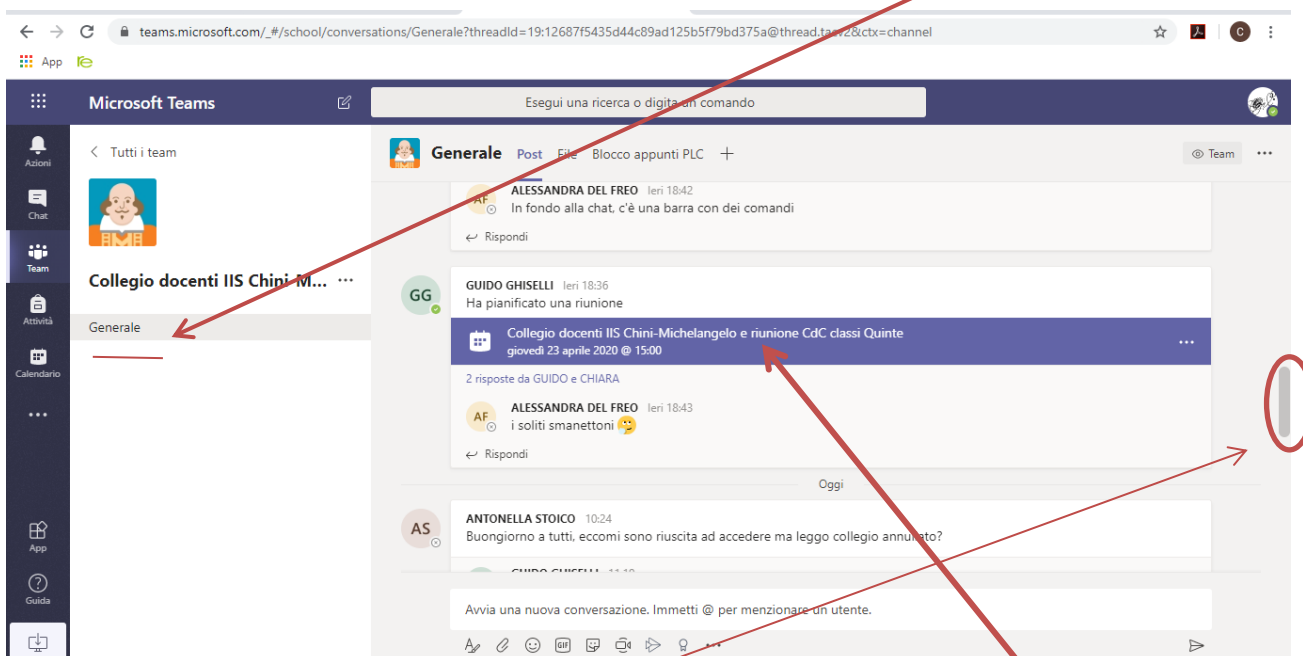 teams.microsoft.com/_#/school/conversations/Generale?threadId=19:12687f5435d44c89ad125b5f79bd375a@thread.tacv2&ctx=channel
C
App
Microsoft Teams
Esegui una ricerca o digita un comando
Azioni
Chat
Team
Attività
Calendario
App
Guida
Tutti i team
Collegio docenti IIS Chini-M... ...
Generale
Generale Post File Blocco appunti PLC +
Team ...
AF
ALESSANDRA DEL FREO Ieri 18:42
In fondo alla chat, c'è una barra con dei comandi
Rispondi
GG
GUIDO GHISELLI Ieri 18:36
Ha pianificato una riunione
Collegio docenti IIS Chini-Michelangelo e riunione CdC classi Quinte
giovedì 23 aprile 2020 @ 15:00
2 risposte da GUIDO e CHIARA
AF
ALESSANDRA DEL FREO Ieri 18:43
i soliti smanettoni
Rispondi
Oggi
AS
ANTONELLA STOICO 10:24
Buongiorno a tutti, eccomi sono riuscita ad accedere ma leggo collegio annullato?
GUIDO GHISELLI
Avvia una nuova conversazione. Immetti @ per menzionare un utente.
GIF